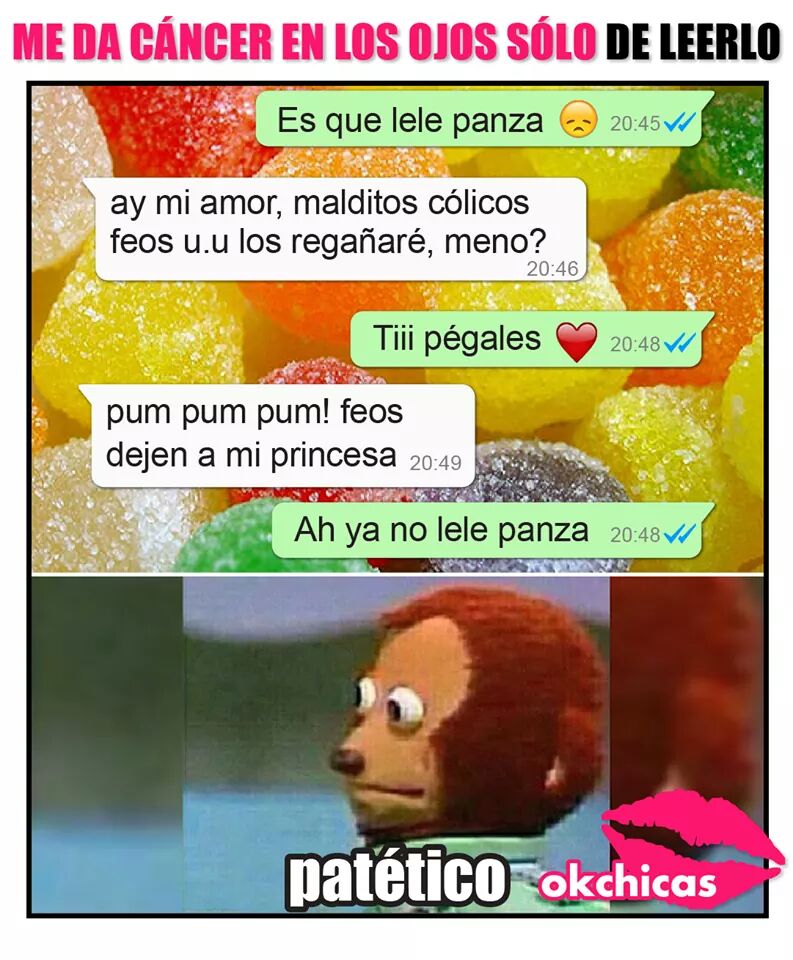 ME DA CÁNCER EN LOS OJOS SÓLO DE LEERLO
Es que lele panza 😞 20:45
ay mi amor, malditos cólicos
feos u.u los regañaré, meno?
20:46
Tiii pégales ❤️ 20:48
pum pum pum! feos
dejen a mi princesa 20:49
Ah ya no lele panza 20:48
patético
okchicas